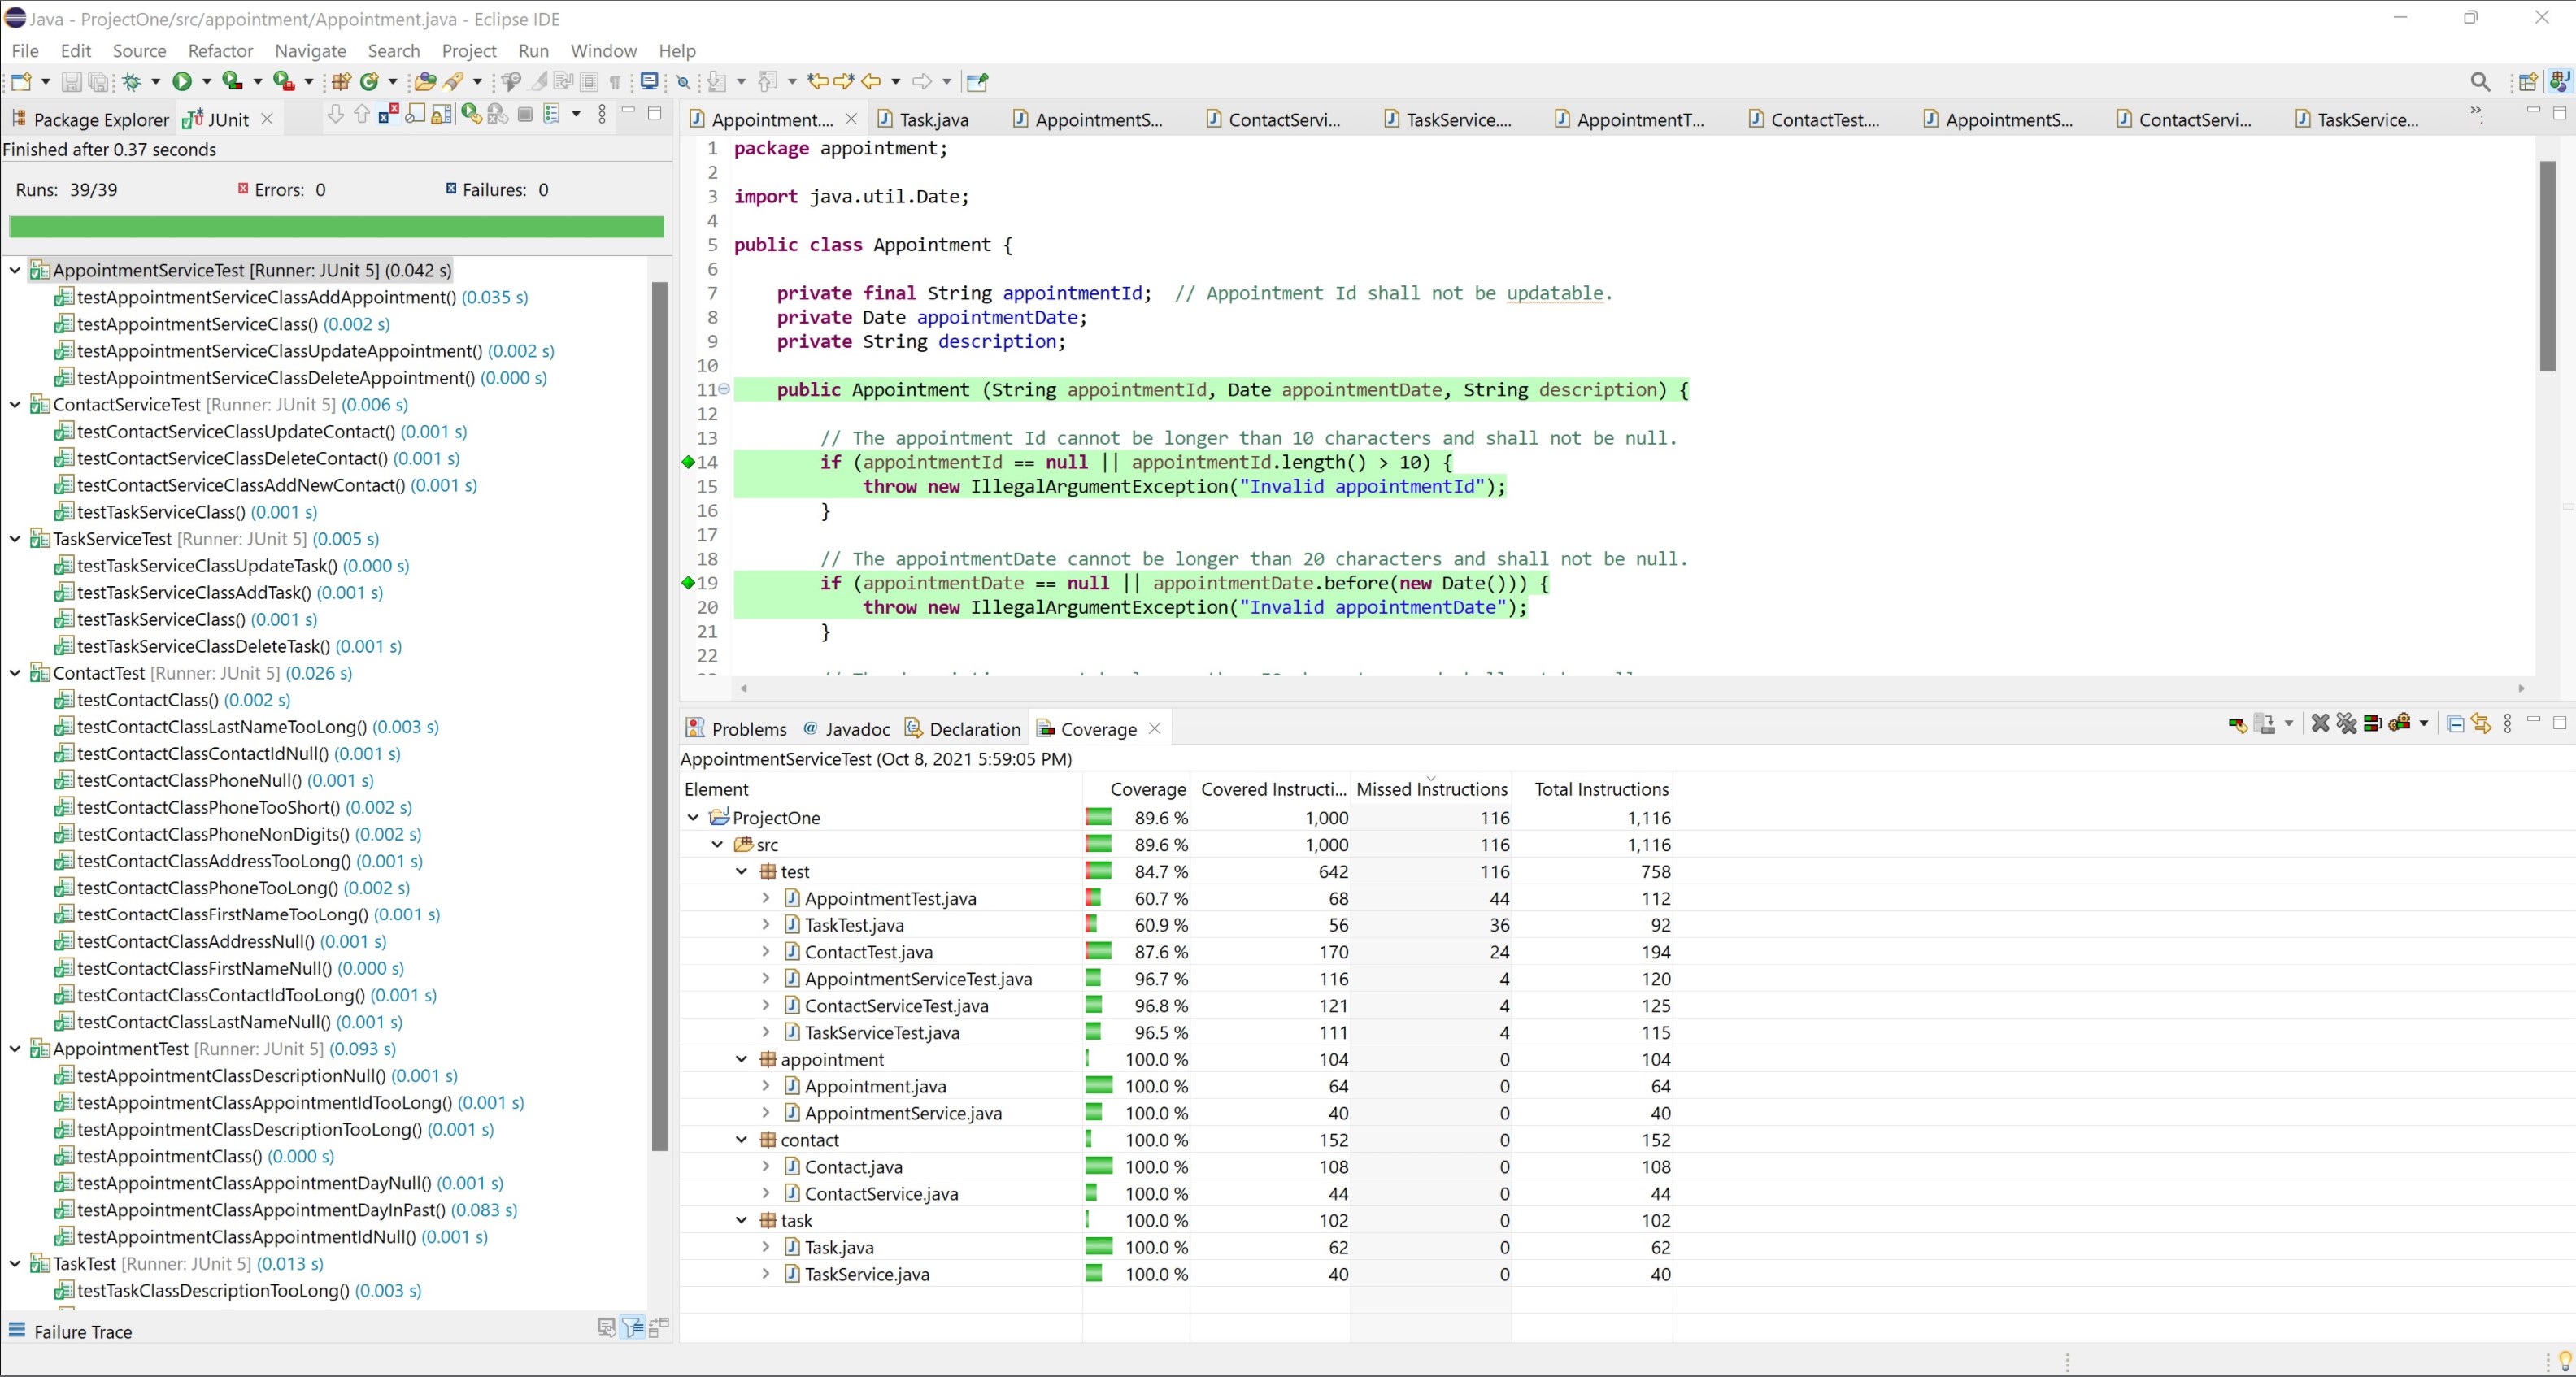 Java - ProjectOne/src/appointment/Appointment.java - Eclipse IDE
File Edit Source Refactor Navigate Search Project Run Window Help
Package Explorer JUnit
Finished after 0.37 seconds
Runs: 39/39 Errors: 0 Failures: 0
AppointmentServiceTest [Runner: JUnit 5] (0.042 s)
testAppointmentServiceClassAddAppointment() (0.035 s)
testAppointmentServiceClass() (0.002 s)
testAppointmentServiceClassUpdateAppointment() (0.002 s)
testAppointmentServiceClassDeleteAppointment() (0.000 s)
ContactServiceTest [Runner: JUnit 5] (0.006 s)
testContactServiceClassUpdateContact() (0.001 s)
testContactServiceClassDeleteContact() (0.001 s)
testContactServiceClassAddNewContact() (0.001 s)
testTaskServiceClass() (0.001 s)
TaskServiceTest [Runner: JUnit 5] (0.005 s)
testTaskServiceClassUpdateTask() (0.000 s)
testTaskServiceClassAddTask() (0.001 s)
testTaskServiceClass() (0.001 s)
testTaskServiceClassDeleteTask() (0.001 s)
ContactTest [Runner: JUnit 5] (0.026 s)
testContactClass() (0.002 s)
testContactClassLastNameTooLong() (0.003 s)
testContactClassContactIdNull() (0.001 s)
testContactClassPhoneNull() (0.001 s)
testContactClassPhoneTooShort() (0.002 s)
testContactClassPhoneNonDigits() (0.002 s)
testContactClassAddressTooLong() (0.001 s)
testContactClassPhoneTooLong() (0.002 s)
testContactClassFirstNameTooLong() (0.001 s)
testContactClassAddressNull() (0.001 s)
testContactClassFirstNameNull() (0.000 s)
testContactClassContactIdTooLong() (0.001 s)
testContactClassLastNameNull() (0.001 s)
AppointmentTest [Runner: JUnit 5] (0.093 s)
testAppointmentClassDescriptionNull() (0.001 s)
testAppointmentClassAppointmentIdTooLong() (0.001 s)
testAppointmentClassDescriptionTooLong() (0.001 s)
testAppointmentClass() (0.000 s)
testAppointmentClassAppointmentDayNull() (0.001 s)
testAppointmentClassAppointmentDayInPast() (0.083 s)
testAppointmentClassAppointmentIdNull() (0.001 s)
TaskTest [Runner: JUnit 5] (0.013 s)
testTaskClassDescriptionTooLong() (0.003 s)
Failure Trace
Appointment.... Task.java AppointmentS... ContactServi... TaskService.... AppointmentT... ContactTest.... AppointmentS... ContactServi... TaskService...
1 package appointment;
2
3 import java.util.Date;
4
5 public class Appointment {
6
7 private final String appointmentId; // Appointment Id shall not be updatable.
8 private Date appointmentDate;
9 private String description;
10
11 public Appointment (String appointmentId, Date appointmentDate, String description) {
12
13 // The appointment Id cannot be longer than 10 characters and shall not be null.
14 if (appointmentId == null || appointmentId.length() > 10) {
15 throw new IllegalArgumentException("Invalid appointmentId");
16 }
17
18 // The appointmentDate cannot be longer than 20 characters and shall not be null.
19 if (appointmentDate == null || appointmentDate.before(new Date())) {
20 throw new IllegalArgumentException("Invalid appointmentDate");
21 }
22
Problems @ Javadoc Declaration Coverage
AppointmentServiceTest (Oct 8, 2021 5:59:05 PM)
Element Coverage Covered Instructi... Missed Instructions Total Instructions
ProjectOne 89.6 % 1,000 116 1,116
src 89.6 % 1,000 116 1,116
test 84.7 % 642 116 758
AppointmentTest.java 60.7 % 68 44 112
TaskTest.java 60.9 % 56 36 92
ContactTest.java 87.6 % 170 24 194
AppointmentServiceTest.java 96.7 % 116 4 120
ContactServiceTest.java 96.8 % 121 4 125
TaskServiceTest.java 96.5 % 111 4 115
appointment 100.0 % 104 0 104
Appointment.java 100.0 % 64 0 64
AppointmentService.java 100.0 % 40 0 40
contact 100.0 % 152 0 152
Contact.java 100.0 % 108 0 108
ContactService.java 100.0 % 44 0 44
task 100.0 % 102 0 102
Task.java 100.0 % 62 0 62
TaskService.java 100.0 % 40 0 40